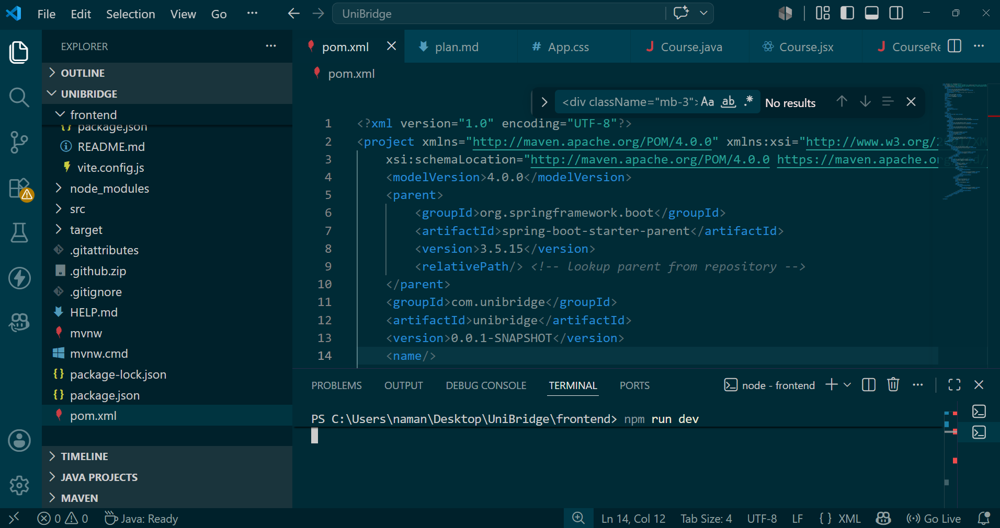 File Edit Selection View Go ··· UniBridge
EXPLORER ···
OUTLINE
UNIBRIDGE
frontend
package.json
README.md
vite.config.js
node_modules
src
target
.gitattributes
.github.zip
.gitignore
HELP.md
mvnw
mvnw.cmd
package-lock.json
package.json
pom.xml
TIMELINE
JAVA PROJECTS
MAVEN
pom.xml plan.md # App.css J Course.java Course.jsx J CourseRe ···
pom.xml
<div className="mb-3"> Aa ab .* No results
1 <?xml version="1.0" encoding="UTF-8"?>
2 <project xmlns="http://maven.apache.org/POM/4.0.0" xmlns:xsi="http://www.w3.org/2001/XM
3 xsi:schemaLocation="http://maven.apache.org/POM/4.0.0 https://maven.apache.org/
4 <modelVersion>4.0.0</modelVersion>
5 <parent>
6 <groupId>org.springframework.boot</groupId>
7 <artifactId>spring-boot-starter-parent</artifactId>
8 <version>3.5.15</version>
9 <relativePath/> <!-- lookup parent from repository -->
10 </parent>
11 <groupId>com.unibridge</groupId>
12 <artifactId>unibridge</artifactId>
13 <version>0.0.1-SNAPSHOT</version>
14 <name/>
PROBLEMS OUTPUT DEBUG CONSOLE TERMINAL PORTS node - frontend ···
PS C:\Users\naman\Desktop\UniBridge\frontend> npm run dev
0 0 Java: Ready Ln 14, Col 12 Tab Size: 4 UTF-8 LF { } XML Go Live